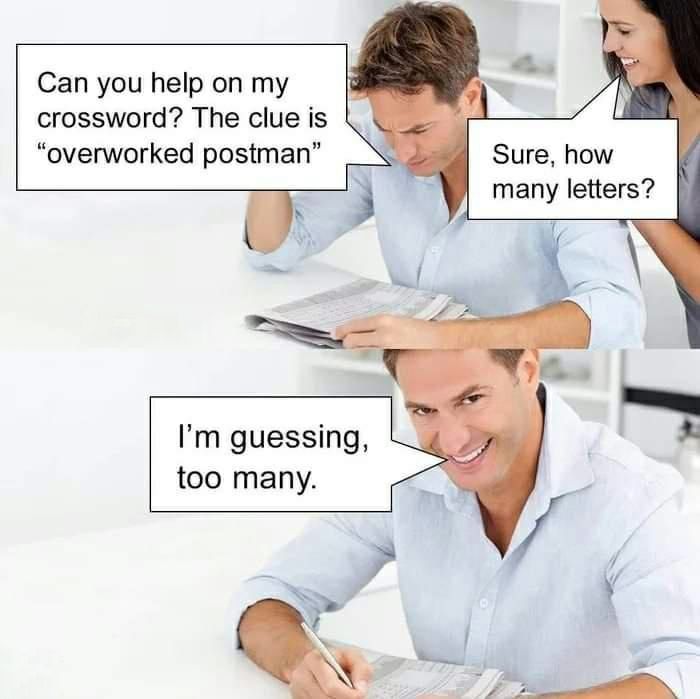 Can you help on my
crossword? The clue is
“overworked postman”
Sure, how
many letters?
I’m guessing,
too many.